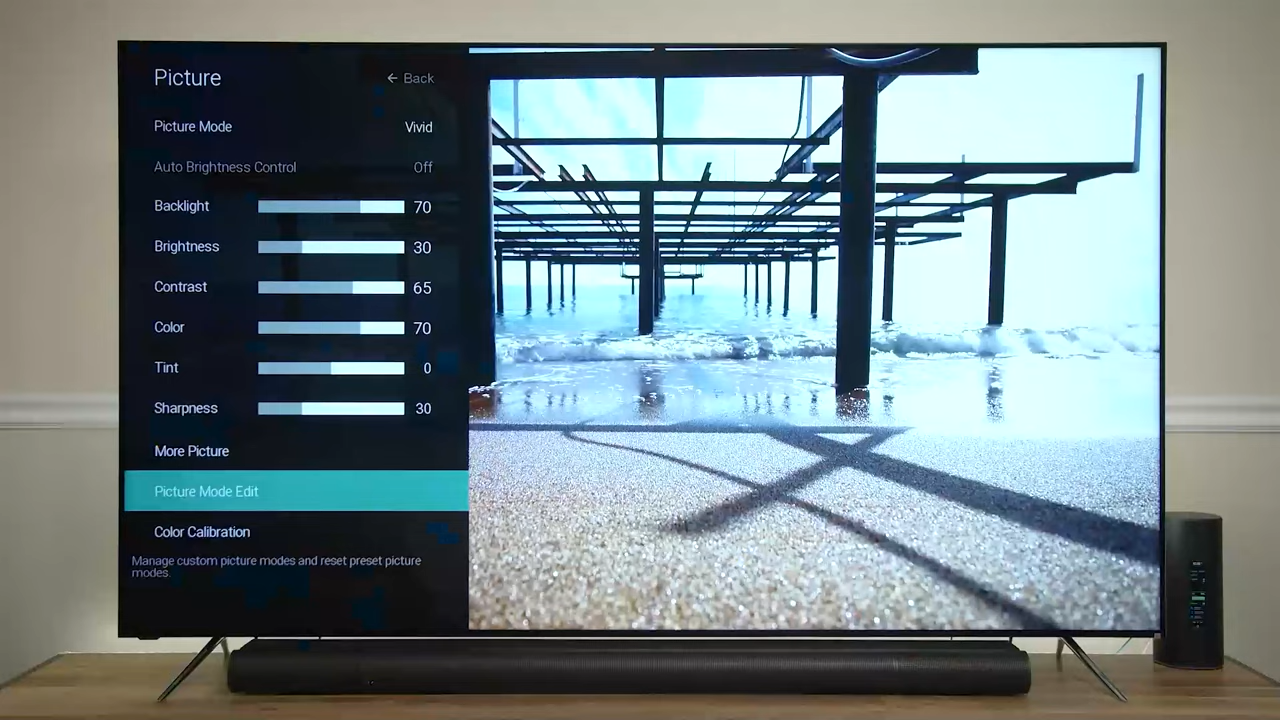 Picture
← Back
Picture Mode Vivid
Auto Brightness Control Off
Backlight 70
Brightness 30
Contrast 65
Color 70
Tint 0
Sharpness 30
More Picture
Picture Mode Edit
Color Calibration
Manage custom picture modes and reset preset picture
modes.